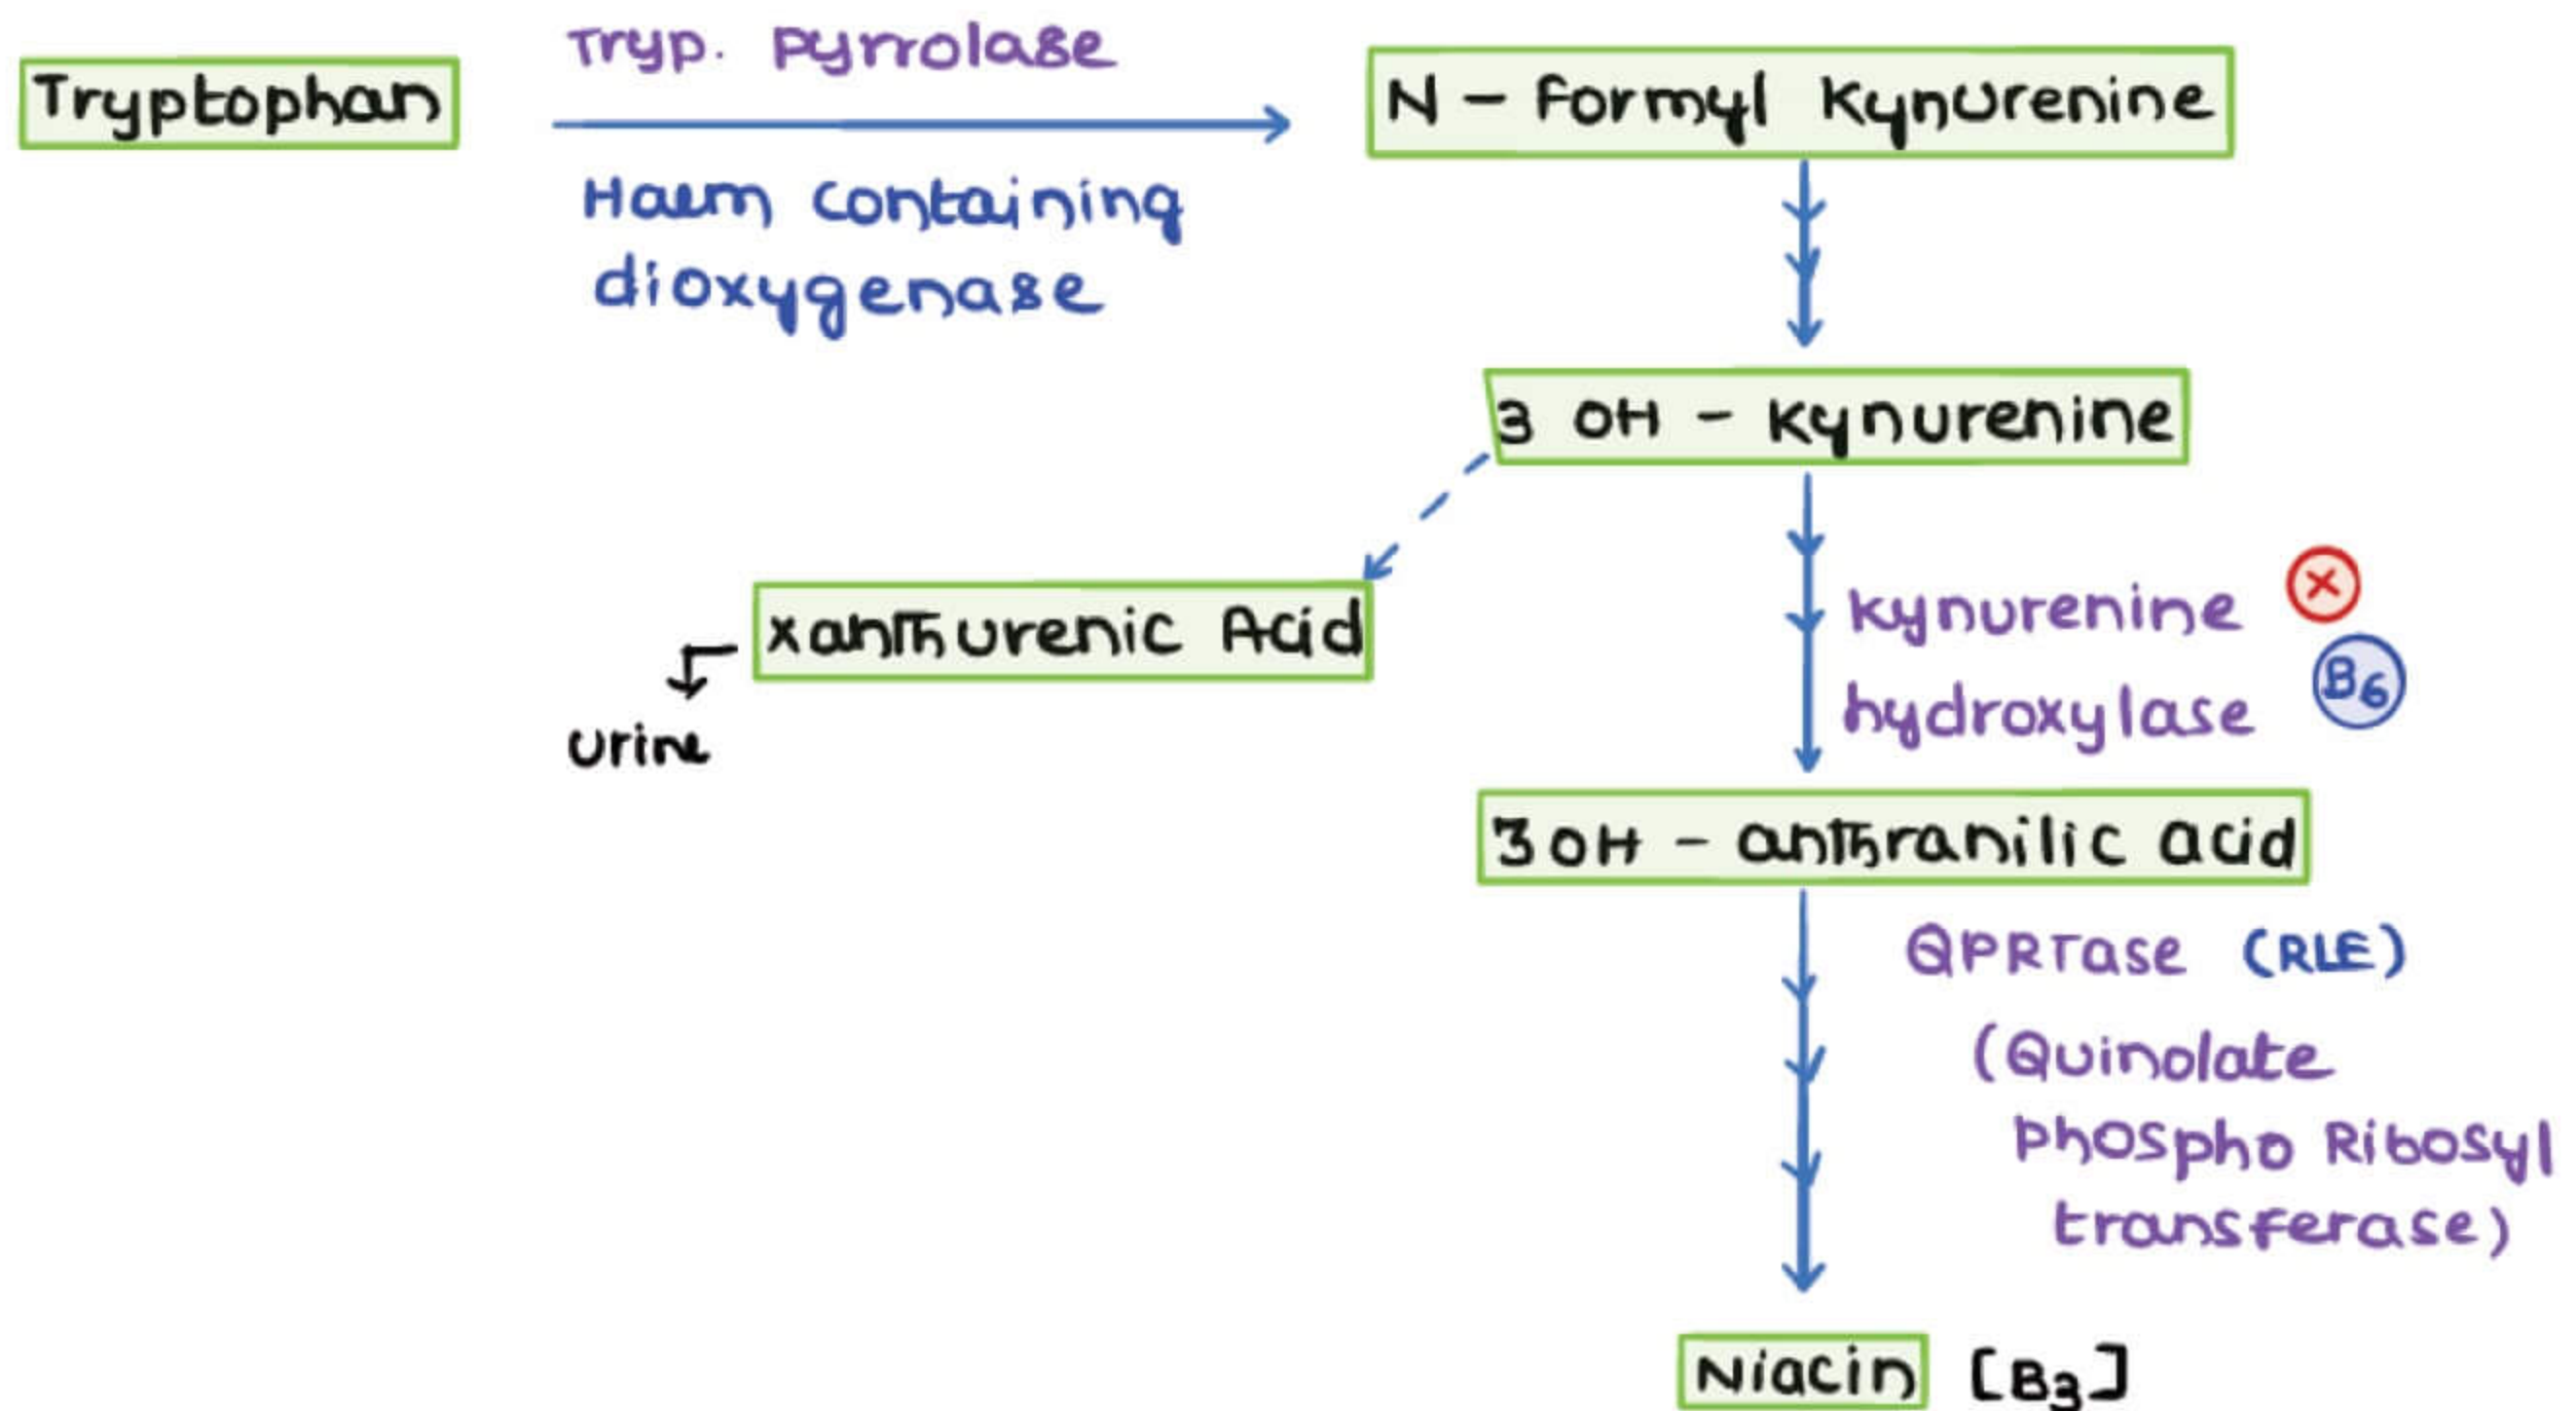 Tryptophan
Tryp. Pyrrolase
Haem containing
dioxygenase
N - Formyl Kynurenine
3 OH - Kynurenine
Xanthurenic Acid
urine
Kynurenine ×
hydroxylase B6
3 OH - anthranilic acid
QPRTase (RLE)
(Quinolate
Phospho Ribosyl
transferase)
Niacin [B3]